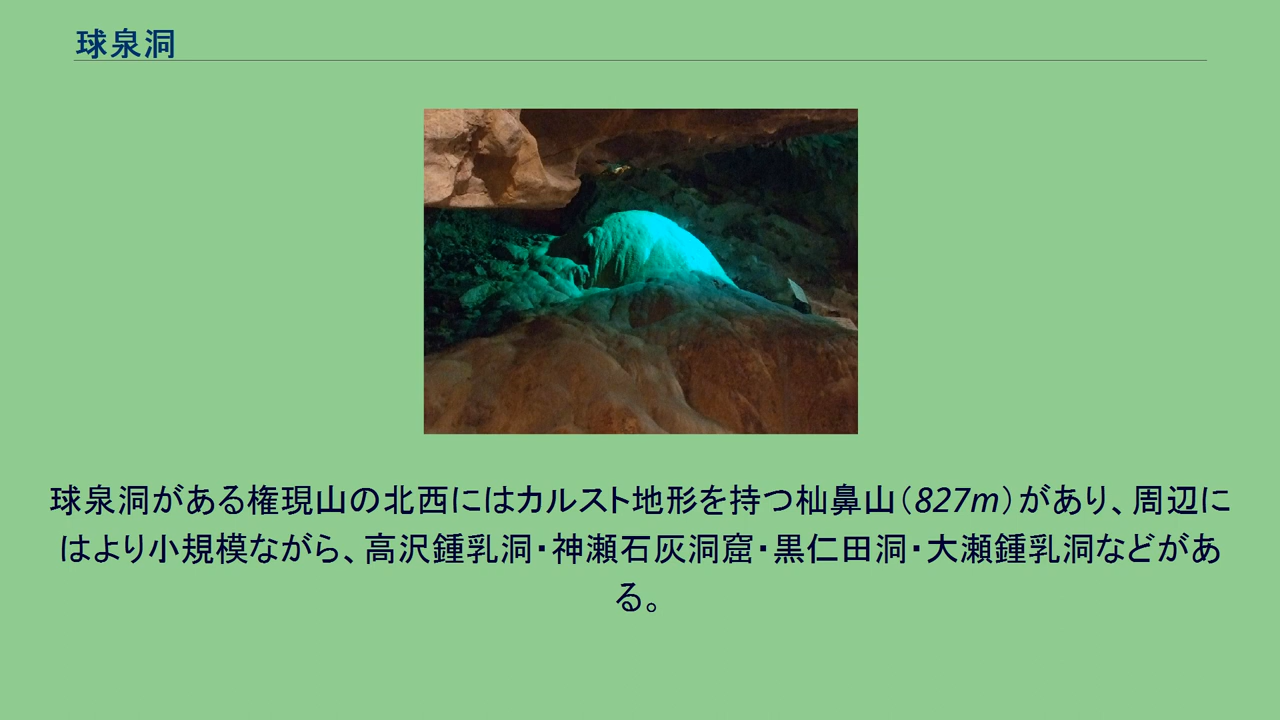 球泉洞
球泉洞がある権現山の北西にはカルスト地形を持つ杣鼻山（827m）があり、周辺に
はより小規模ながら、高沢鍾乳洞・神瀬石灰洞窟・黒仁田洞・大瀬鍾乳洞などがあ
る。